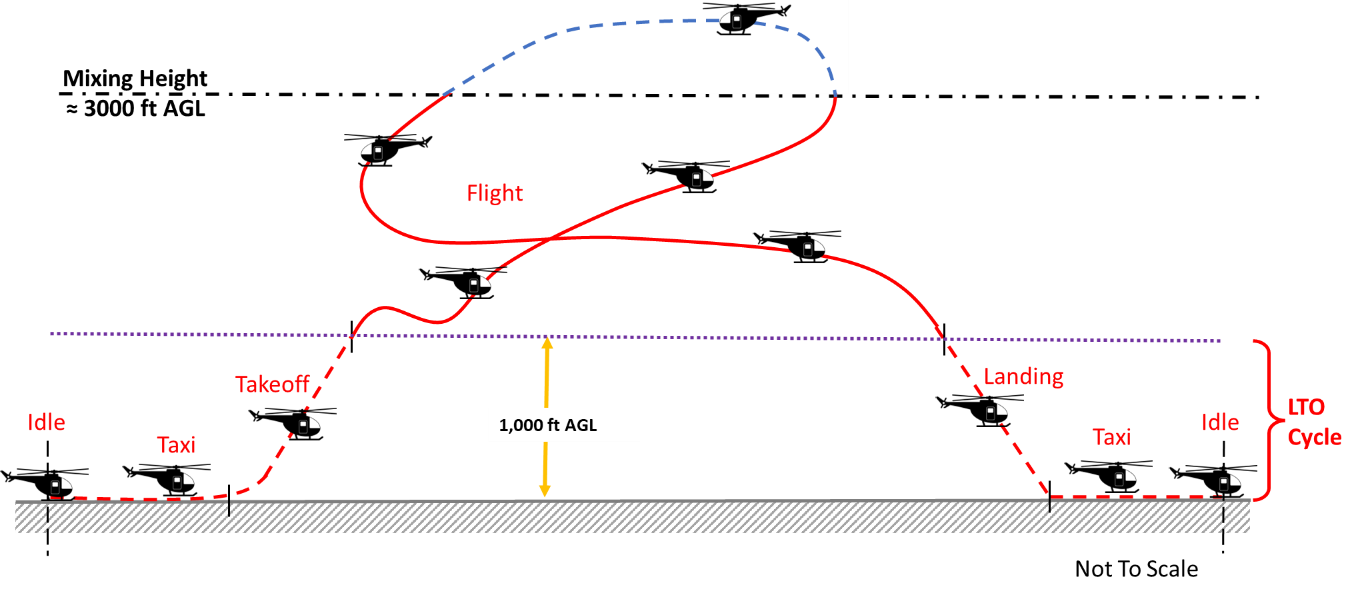 Mixing Height
≈ 3000 ft AGL
Flight
Takeoff
Landing
1,000 ft AGL
LTO
Cycle
Idle
Taxi
Taxi
Idle
Not To Scale